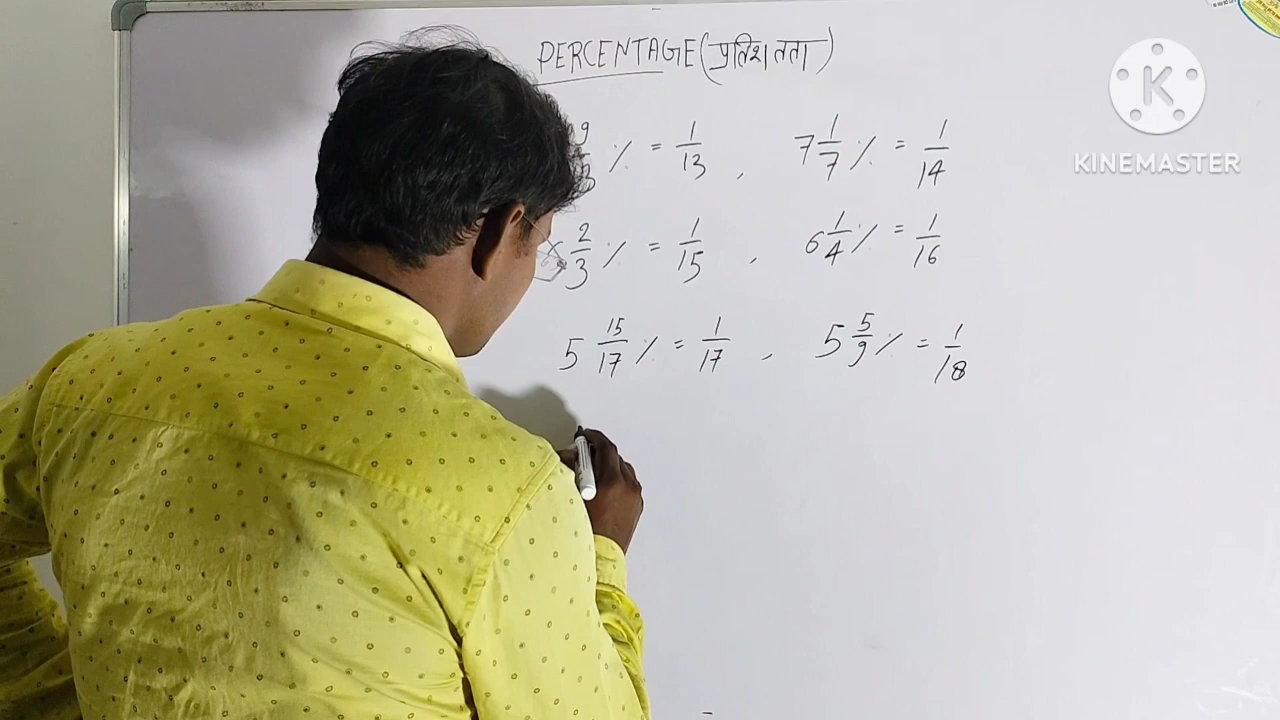 PERCENTAGE (प्रतिशतता)
9/ % = 1/13 , 7 1/7 % = 1/14
2/3 % = 1/15 , 6 1/4 % = 1/16
5 15/17 % = 1/17 , 5 5/9 % = 1/18
KINEMASTER